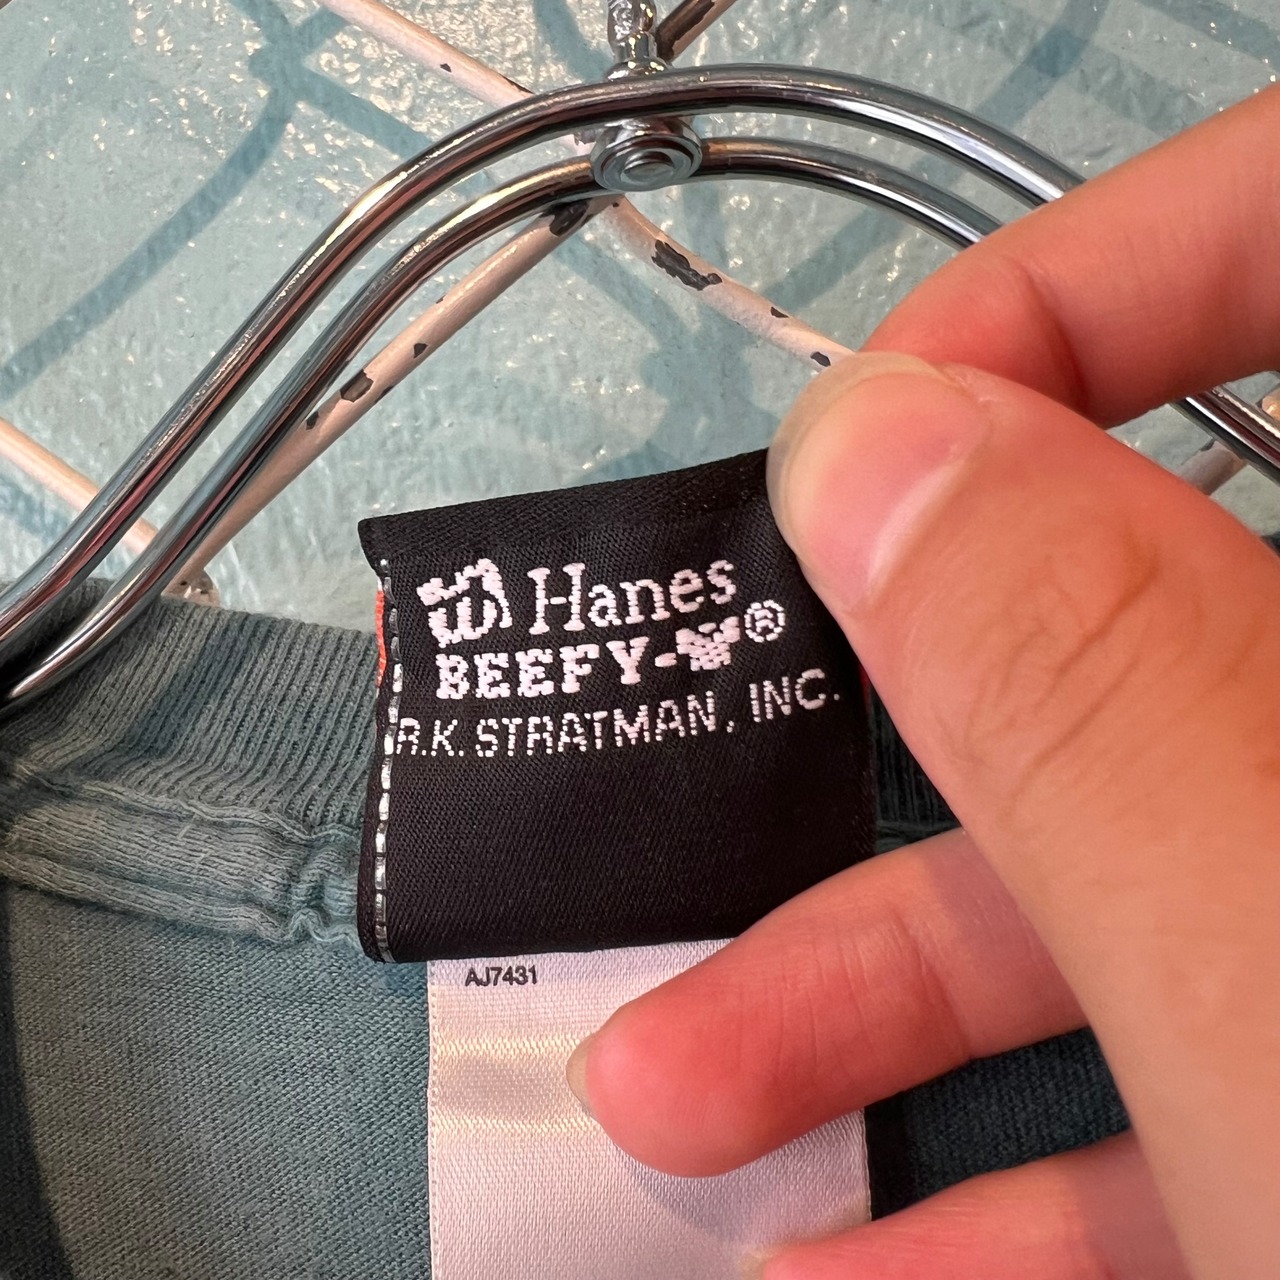 Hanes
BEEFY-T®
R.K. STRATMAN, INC.
AJ7431